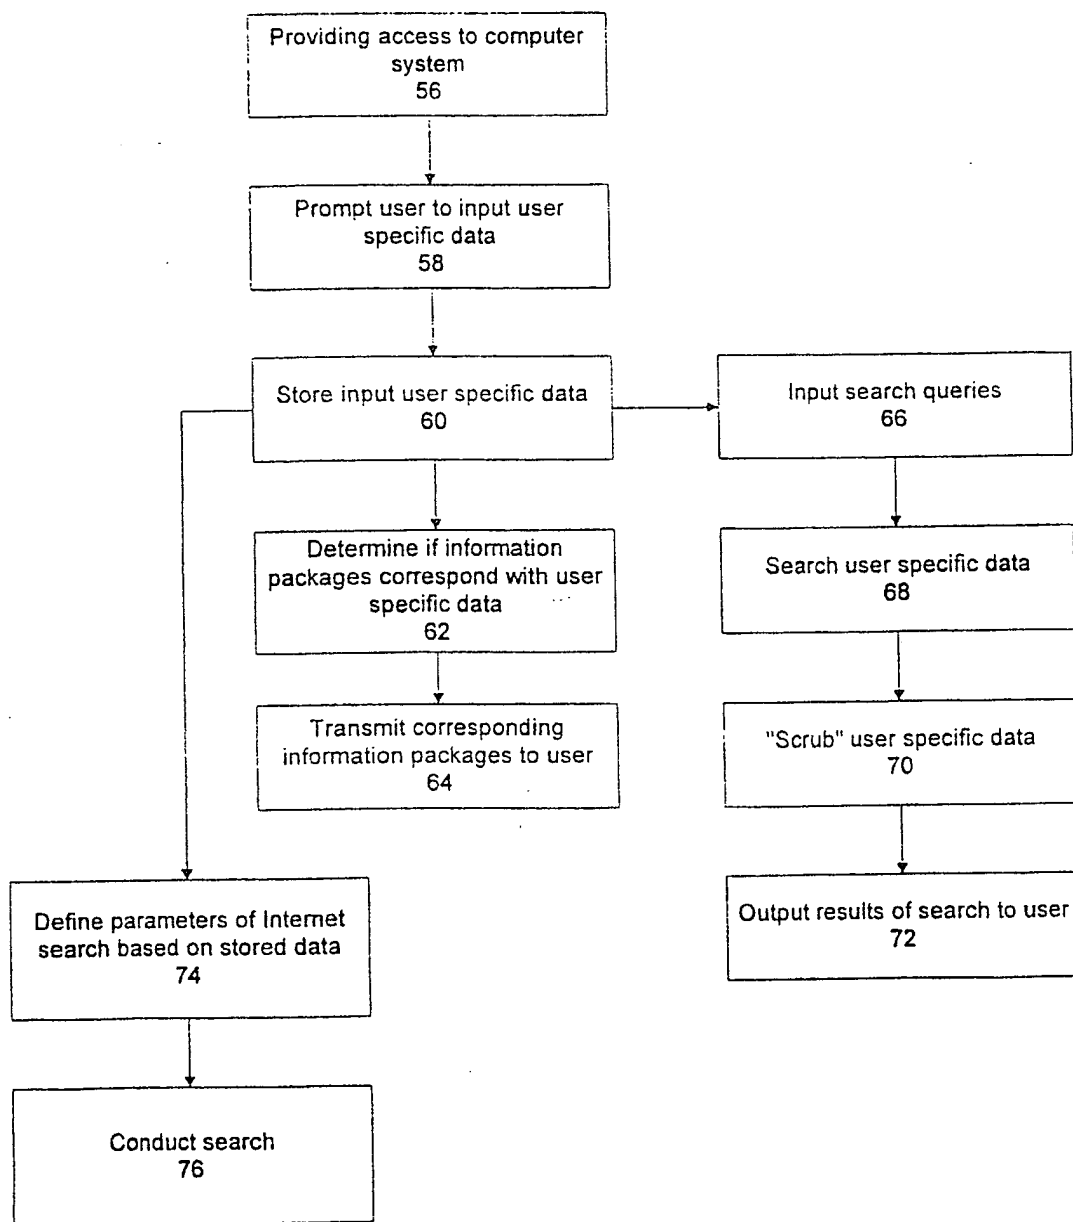 Providing access to computer
system
56
Prompt user to input user
specific data
58
Store input user specific data
60
Input search queries
66
Determine if information
packages correspond with user
specific data
62
Search user specific data
68
Transmit corresponding
information packages to user
64
"Scrub" user specific data
70
Define parameters of Internet
search based on stored data
74
Output results of search to user
72
Conduct search
76